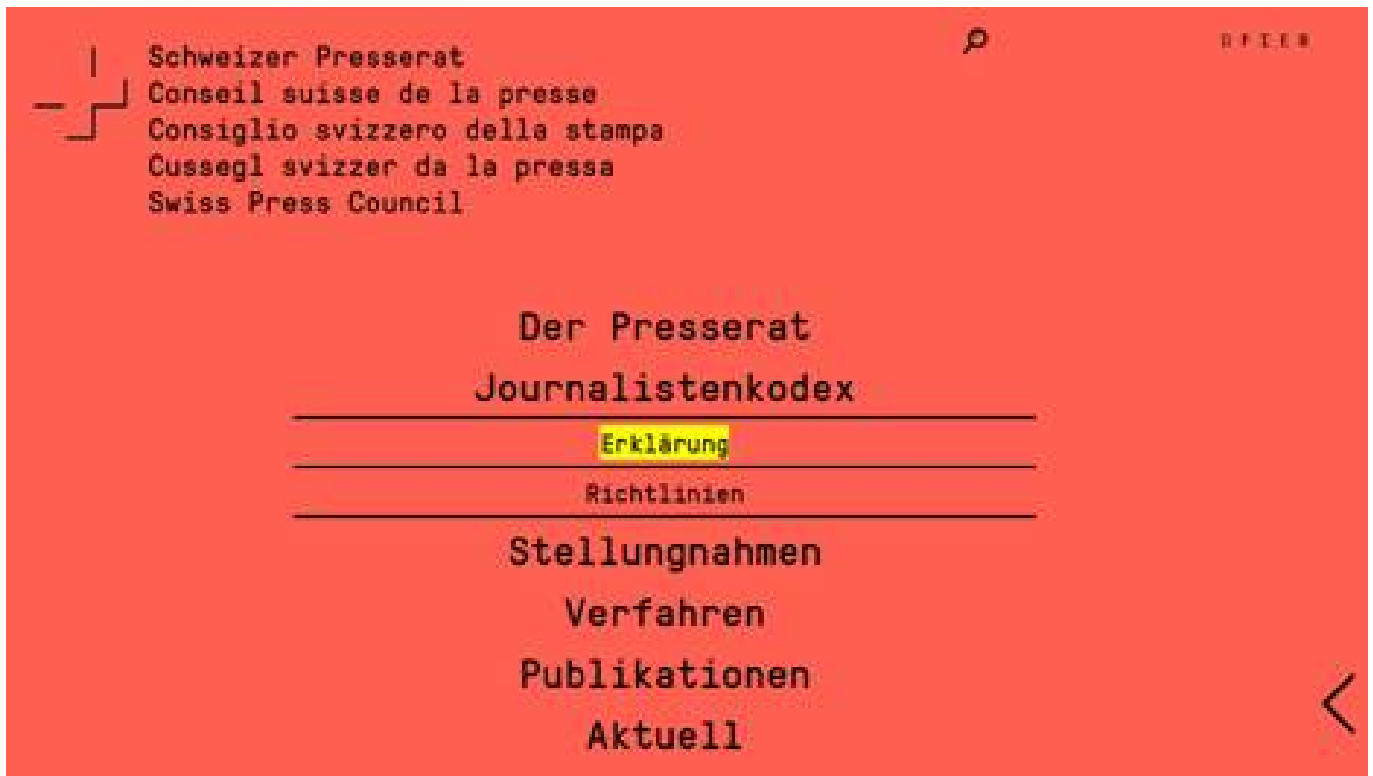 Schweizer Presserat
Conseil suisse de la presse
Consiglio svizzero della stampa
Cussegl svizzer da la pressa
Swiss Press Council
Der Presserat
Journalistenkodex
Erklärung
Richtlinien
Stellungnahmen
Verfahren
Publikationen
Aktuell